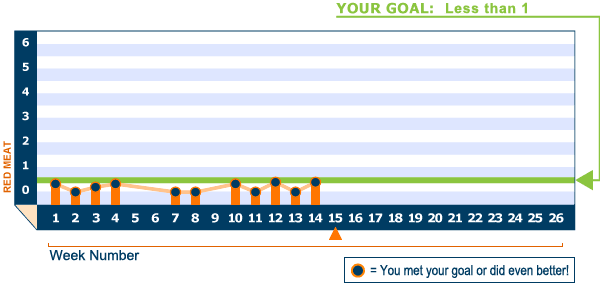 YOUR GOAL: Less than 1
6
5
4
3
2
1
0
RED MEAT
1 2 3 4 5 6 7 8 9 10 11 12 13 14 15 16 17 18 19 20 21 22 23 24 25 26
Week Number
= You met your goal or did even better!